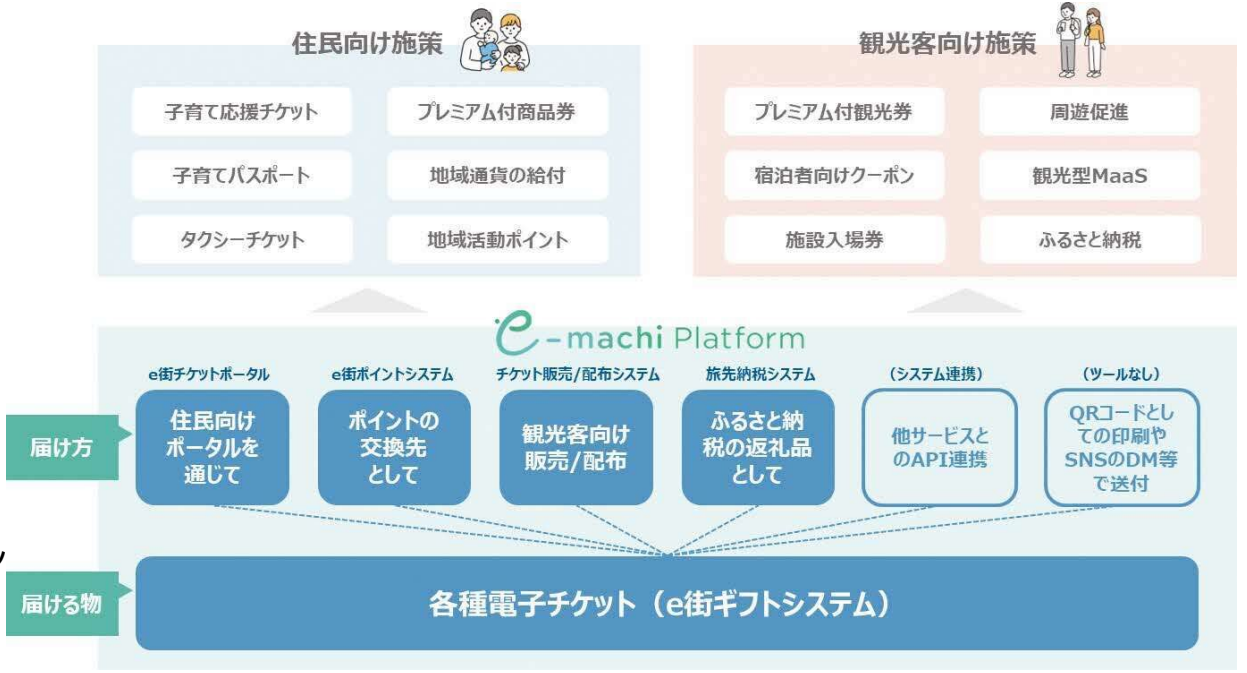 住民向け施策
子育て応援チケット
プレミアム付商品券
子育てパスポート
地域通貨の給付
タクシーチケット
地域活動ポイント
観光客向け施策
プレミアム付観光券
周遊促進
宿泊者向けクーポン
観光型MaaS
施設入場券
ふるさと納税
e-machi Platform
届け方
e街チケットポータル
住民向け
ポータルを
通じて
e街ポイントシステム
ポイントの
交換先
として
チケット販売/配布システム
観光客向け
販売/配布
旅先納税システム
ふるさと納
税の返礼品
として
(システム連携)
他サービスと
のAPI連携
(ツールなし)
QRコードとし
ての印刷や
SNSのDM等
で送付
届ける物
各種電子チケット（e街ギフトシステム）